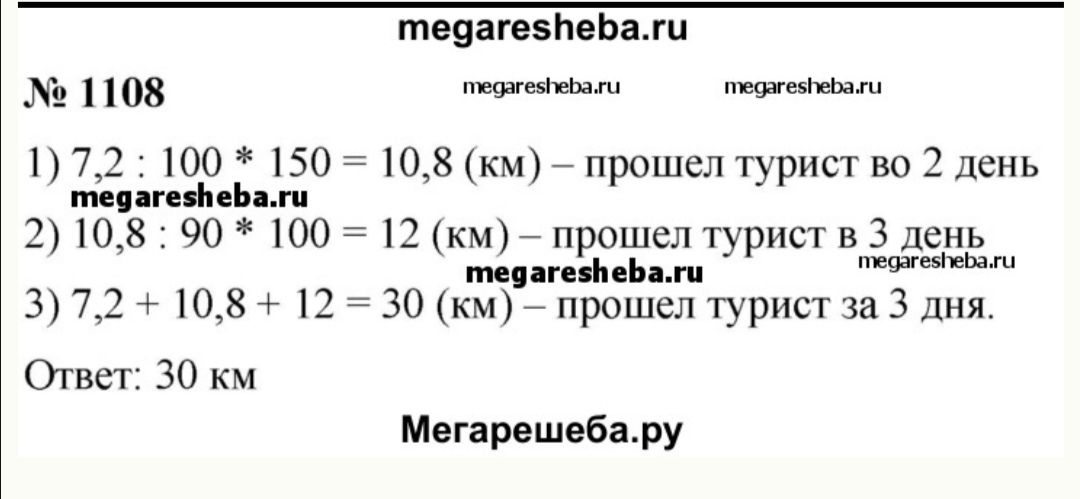 megaresheba.ru
№ 1108
megaresheba.ru
megaresheba.ru
1) 7,2 : 100 * 150 = 10,8 (км) – прошел турист во 2 день
megaresheba.ru
2) 10,8 : 90 * 100 = 12 (км) – прошел турист в 3 день
megaresheba.ru
megaresheba.ru
3) 7,2 + 10,8 + 12 = 30 (км) – прошел турист за 3 дня.
Ответ: 30 км
Мегарешеба.ру